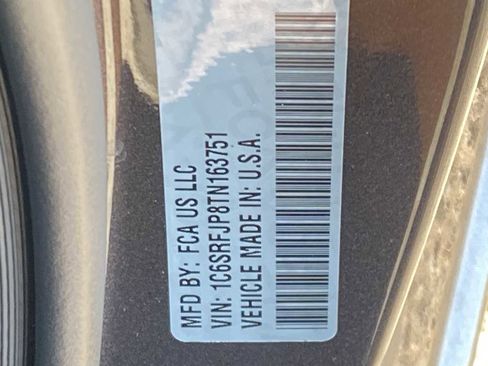 MFD BY: FCA US LLC
VIN: 1C6SRFJP8TN163751
VEHICLE MADE IN: U.S.A.